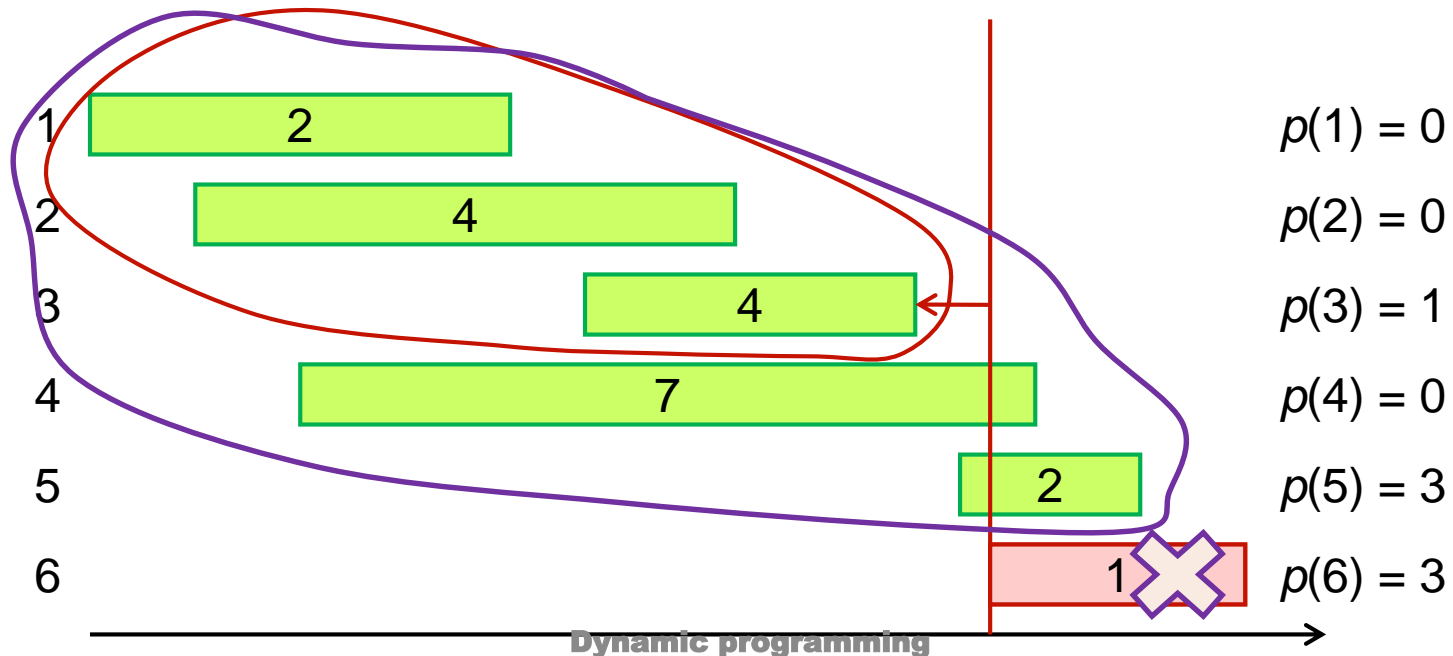 1 2 p(1) = 0
2 4 p(2) = 0
3 4 p(3) = 1
4 7 p(4) = 0
5 2 p(5) = 3
6 1 p(6) = 3
Dynamic programming